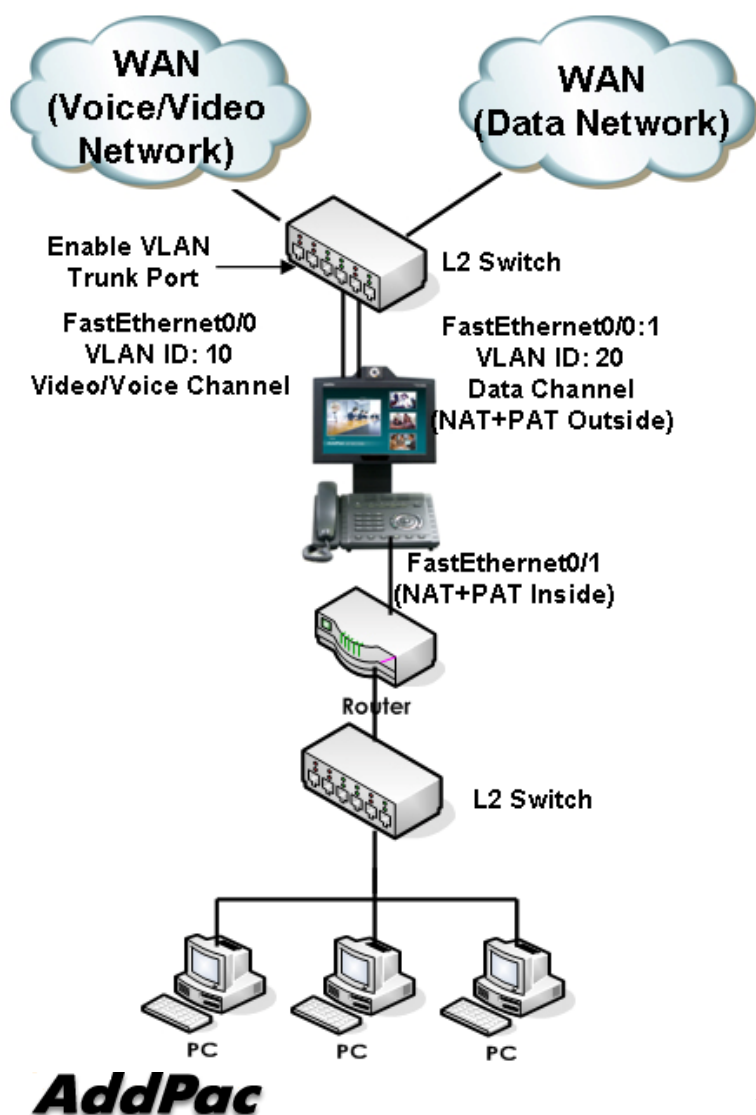 WAN
(Voice/Video
Network)
WAN
(Data Network)
Enable VLAN
Trunk Port
L2 Switch
FastEthernet0/0
VLAN ID: 10
Video/Voice Channel
FastEthernet0/0:1
VLAN ID: 20
Data Channel
(NAT+PAT Outside)
FastEthernet0/1
(NAT+PAT Inside)
Router
L2 Switch
PC
PC
PC
AddPac